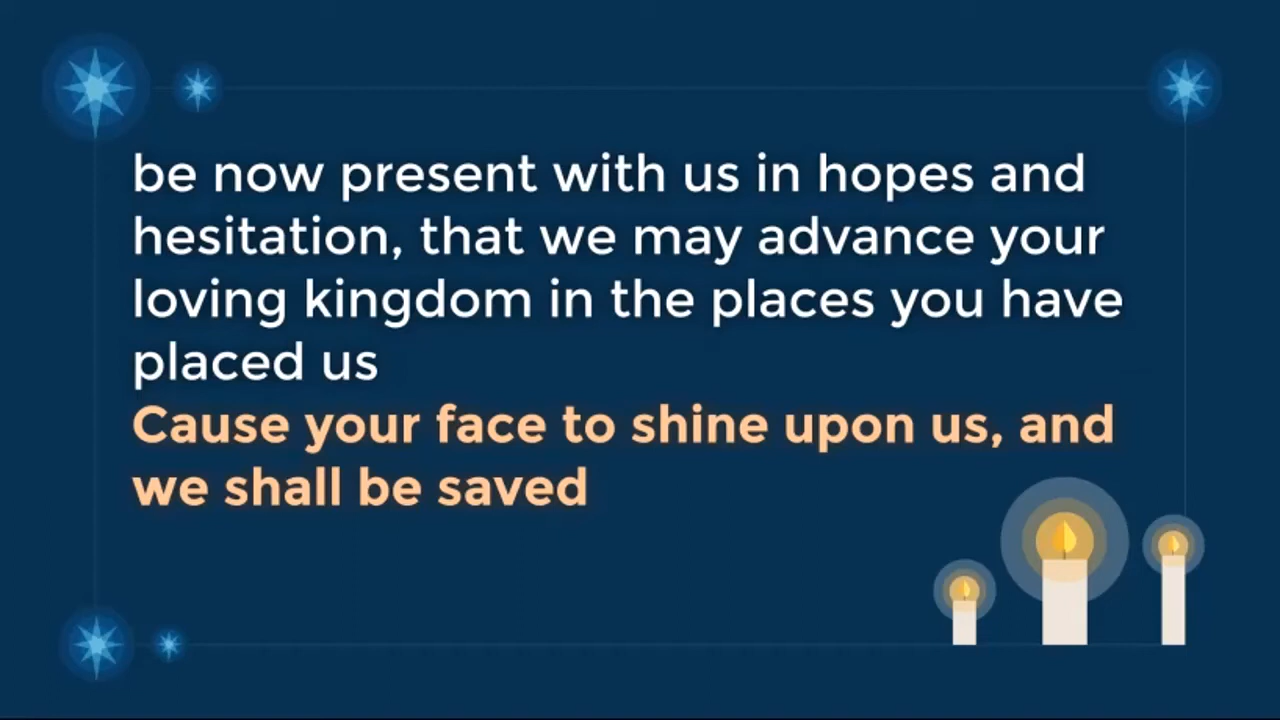 be now present with us in hopes and
hesitation, that we may advance your
loving kingdom in the places you have
placed us
Cause your face to shine upon us, and
we shall be saved